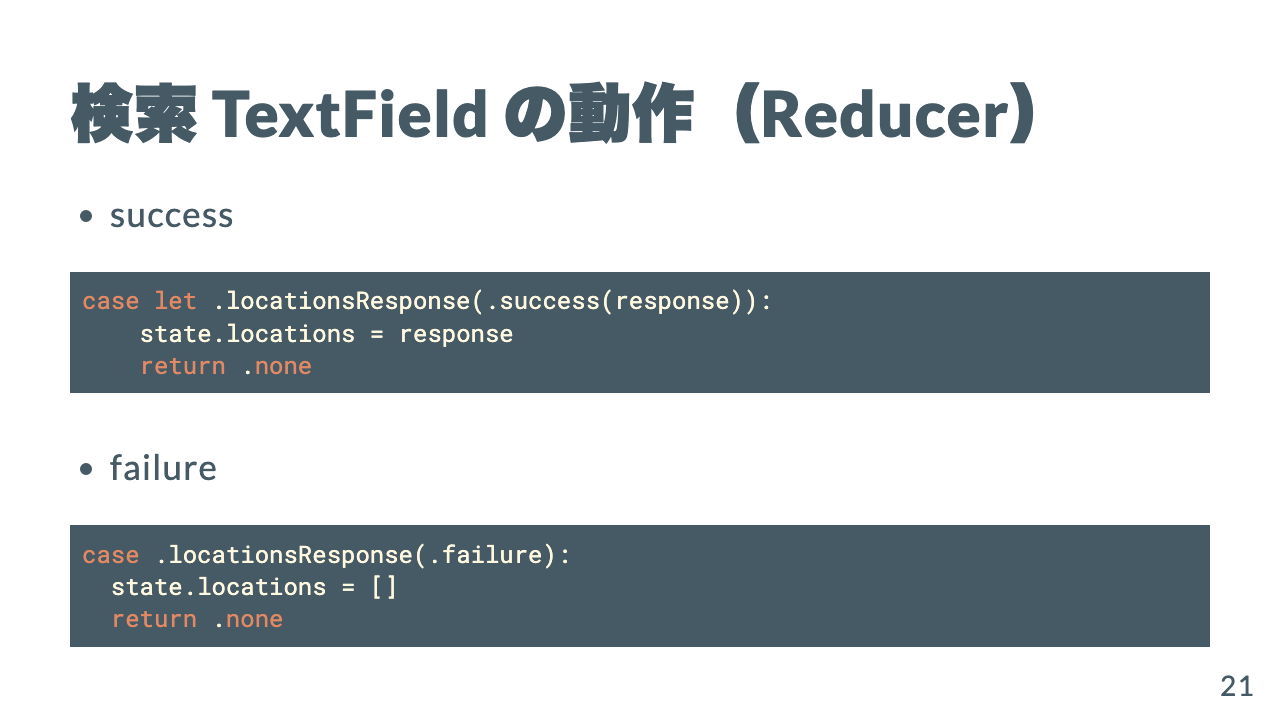 検索 TextField の動作（Reducer）
• success
case let .locationsResponse(.success(response)):
    state.locations = response
    return .none
• failure
case .locationsResponse(.failure):
  state.locations = []
  return .none
21